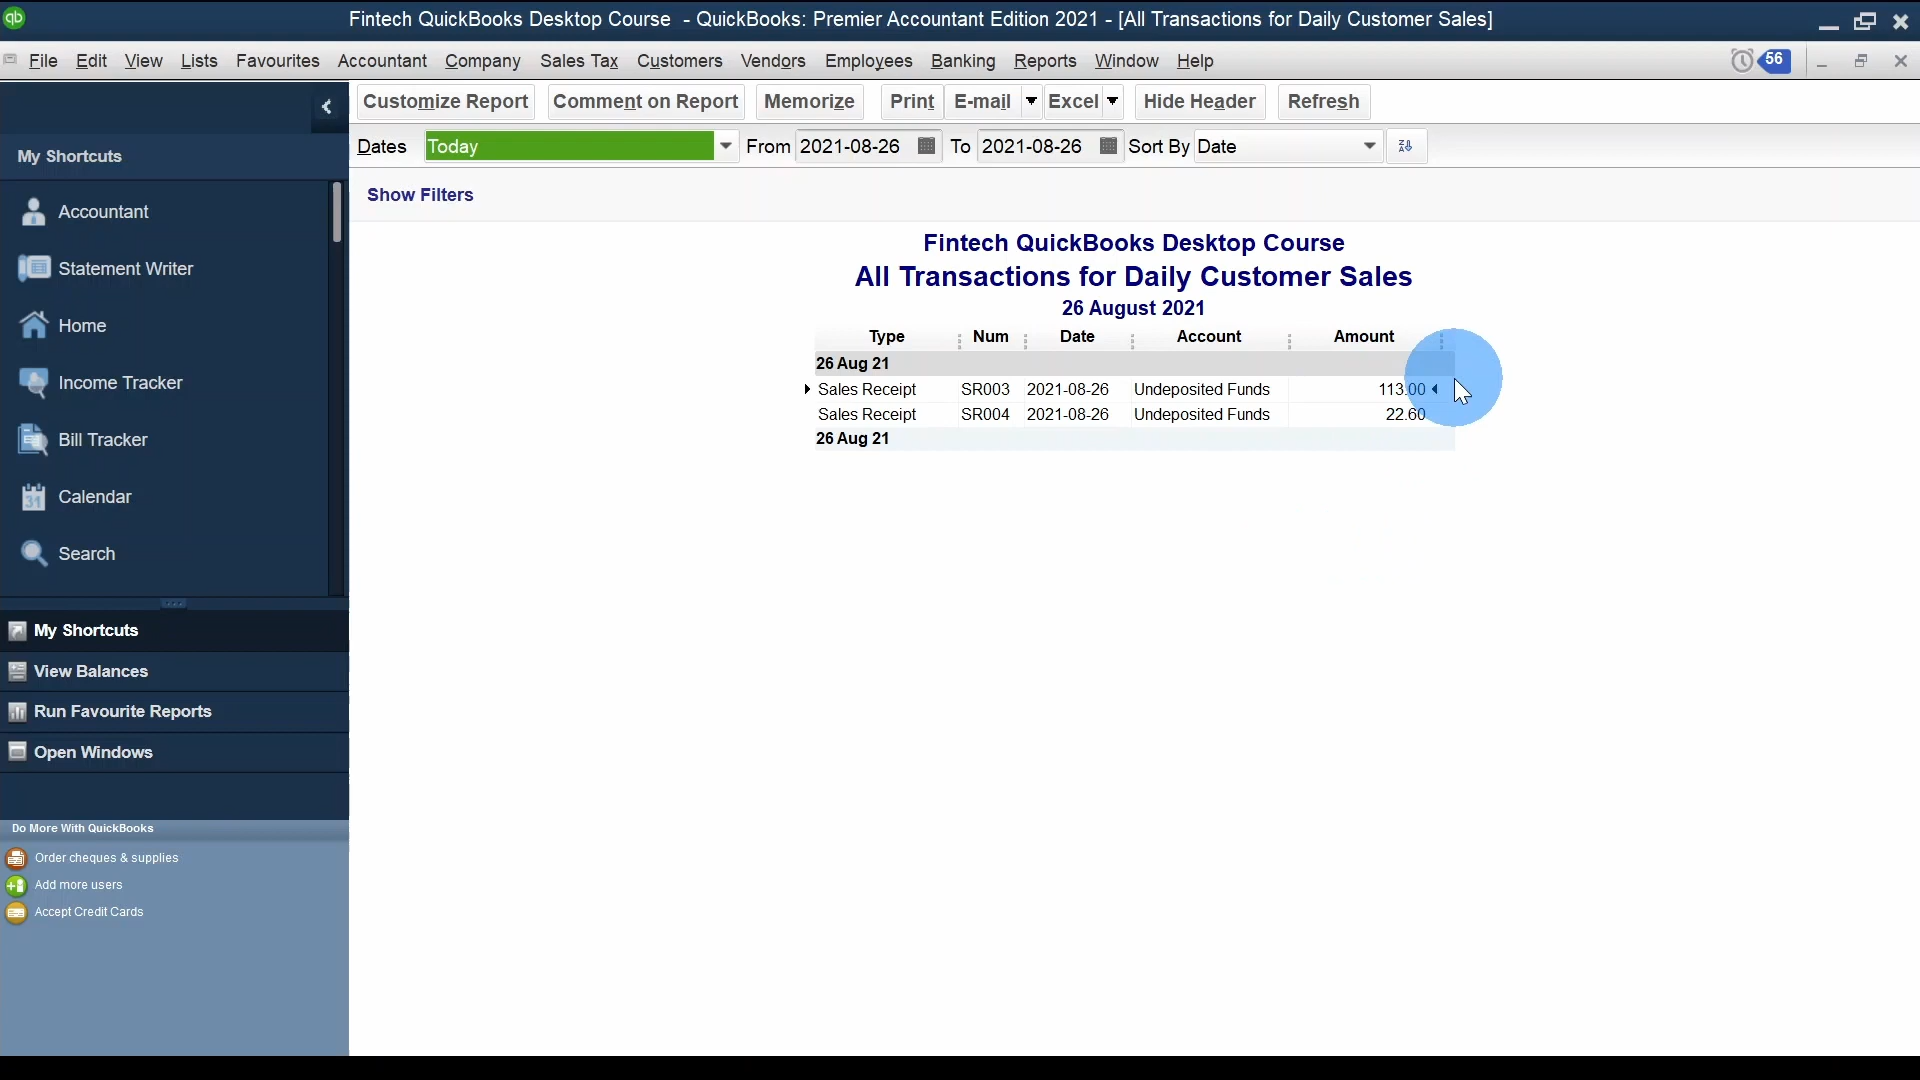 qb
Fintech QuickBooks Desktop Course - QuickBooks: Premier Accountant Edition 2021 - [All Transactions for Daily Customer Sales]
File Edit View Lists Favourites Accountant Company Sales Tax Customers Vendors Employees Banking Reports Window Help
56
Customize Report Comment on Report Memorize Print E-mail Excel Hide Header Refresh
Dates Today From 2021-08-26 To 2021-08-26 Sort By Date
Show Filters
My Shortcuts
Accountant
Statement Writer
Home
Income Tracker
Bill Tracker
31 Calendar
Search
My Shortcuts
View Balances
Run Favourite Reports
Open Windows
Do More With QuickBooks
Order cheques & supplies
Add more users
Accept Credit Cards
Fintech QuickBooks Desktop Course
All Transactions for Daily Customer Sales
26 August 2021
Type Num Date Account Amount
26 Aug 21
Sales Receipt SR003 2021-08-26 Undeposited Funds 113.00
Sales Receipt SR004 2021-08-26 Undeposited Funds 22.60
26 Aug 21